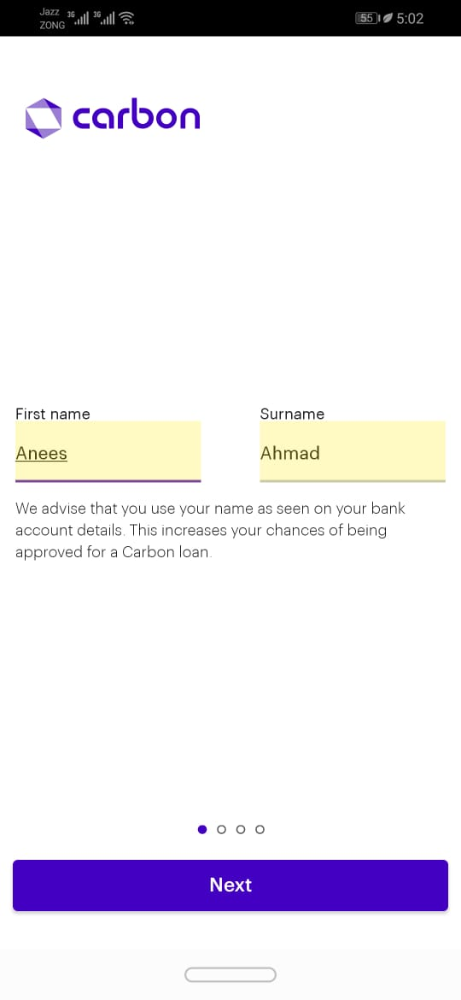 Jazz 3G 3G 55 5:02
ZONG
carbon
First name Surname
Anees Ahmad
We advise that you use your name as seen on your bank
account details. This increases your chances of being
approved for a Carbon loan.
Next